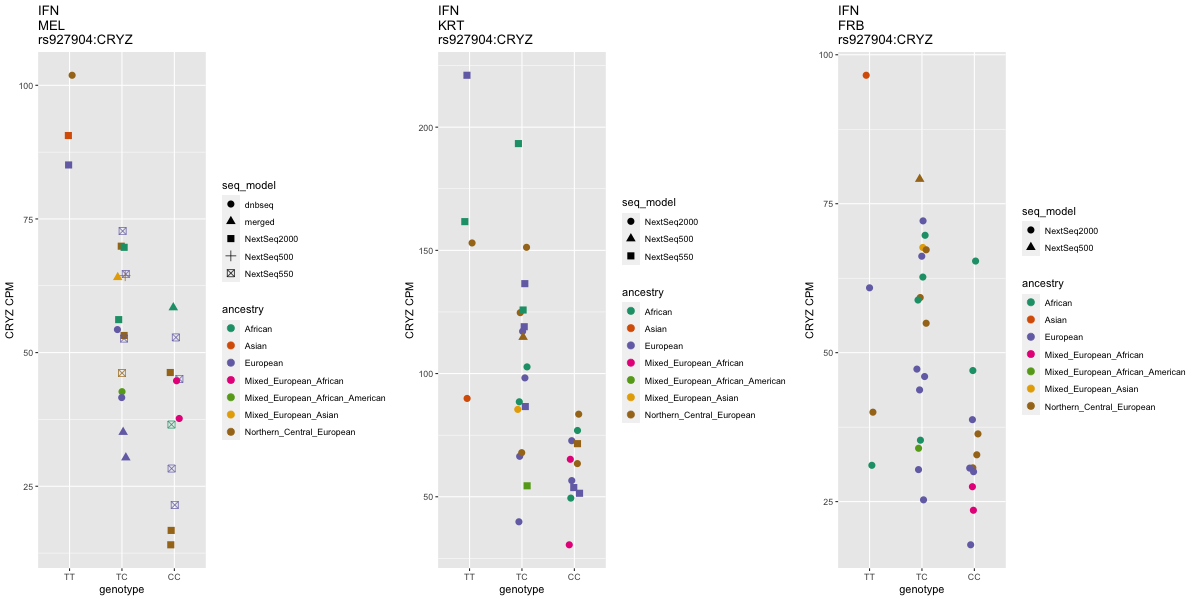 IFN
MEL
rs927904:CRYZ
CRYZ CPM
100
75
50
25
TT
TC
CC
genotype
seq_model
dnbseq
merged
NextSeq2000
NextSeq500
NextSeq550
ancestry
African
Asian
European
Mixed_European_African
Mixed_European_African_American
Mixed_European_Asian
Northern_Central_European
IFN
KRT
rs927904:CRYZ
CRYZ CPM
200
150
100
50
TT
TC
CC
genotype
seq_model
NextSeq2000
NextSeq500
NextSeq550
ancestry
African
Asian
European
Mixed_European_African
Mixed_European_African_American
Mixed_European_Asian
Northern_Central_European
IFN
FRB
rs927904:CRYZ
CRYZ CPM
100
75
50
25
TT
TC
CC
genotype
seq_model
NextSeq2000
NextSeq500
ancestry
African
Asian
European
Mixed_European_African
Mixed_European_African_American
Mixed_European_Asian
Northern_Central_European